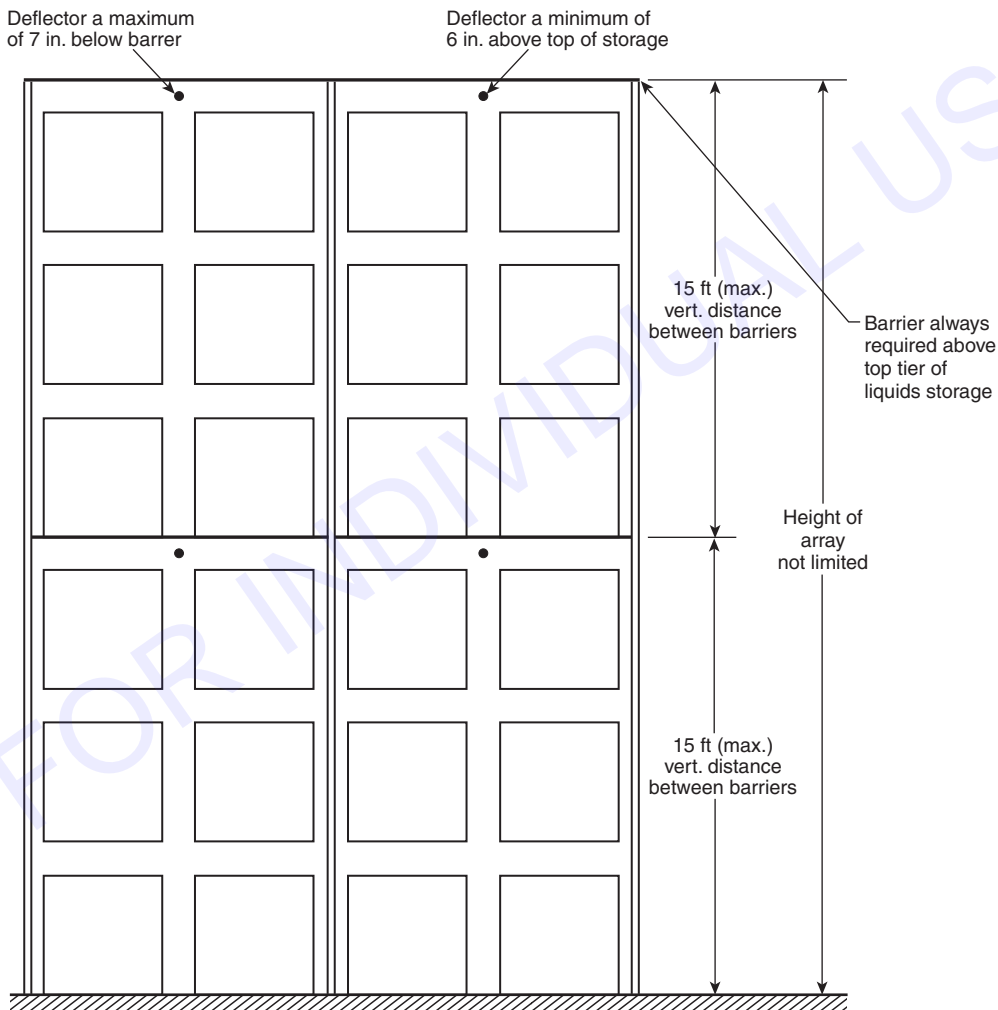 Deflector a maximum
of 7 in. below barrer
Deflector a minimum of
6 in. above top of storage
15 ft (max.)
vert. distance
between barriers
Barrier always
required above
top tier of
liquids storage
Height of
array
not limited
15 ft (max.)
vert. distance
between barriers
FOR INDIVIDUAL US